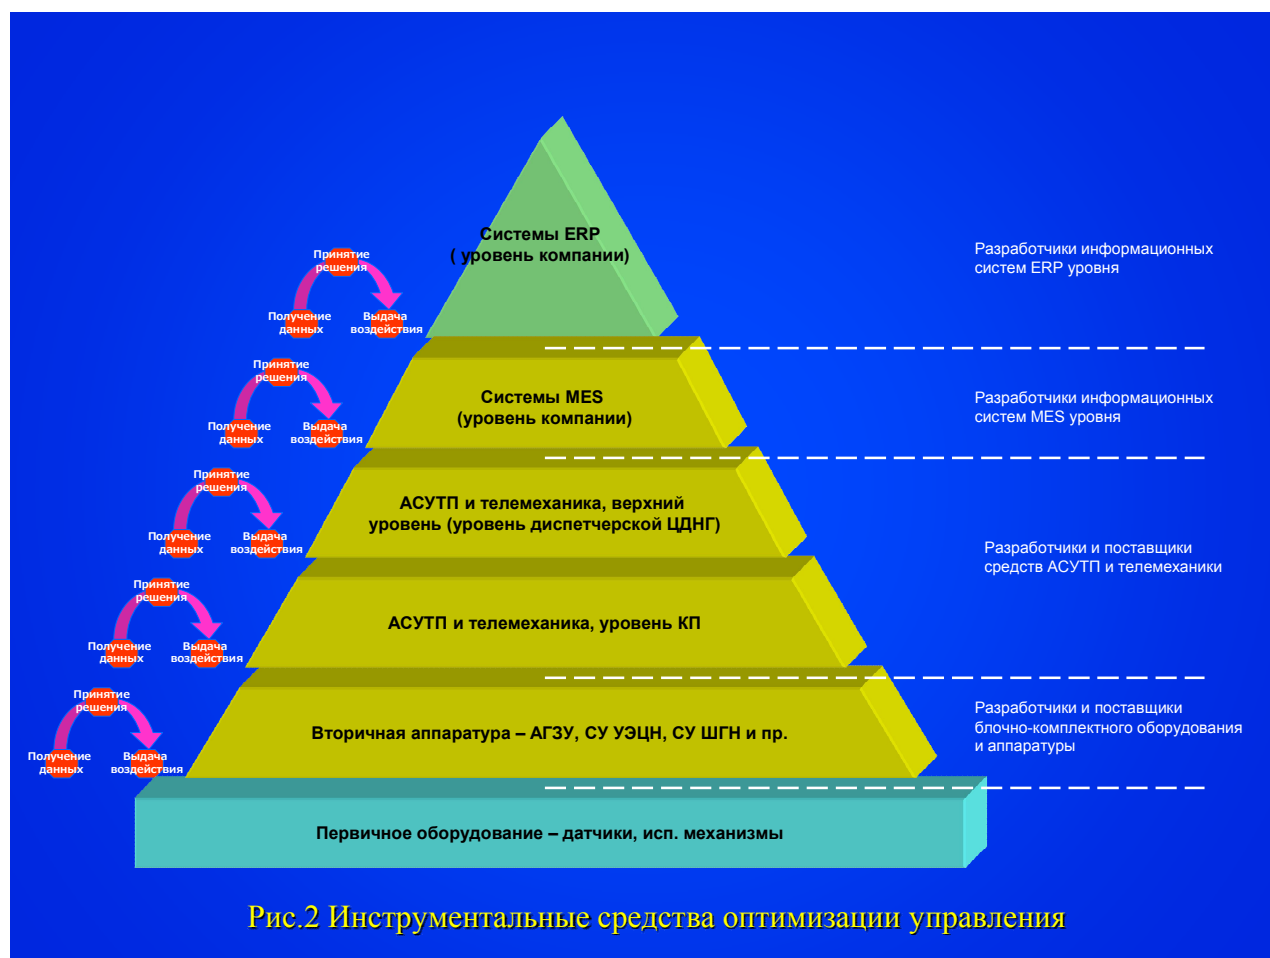 Системы ERP
( уровень компании)
Разработчики информационных
систем ERP уровня
Принятие
решения
Получение
данных
Выдача
воздействия
Системы MES
(уровень компании)
Разработчики информационных
систем MES уровня
Принятие
решения
Получение
данных
Выдача
воздействия
АСУТП и телемеханика, верхний
уровень (уровень диспетчерской ЦДНГ)
Принятие
решения
Получение
данных
Выдача
воздействия
Разработчики и поставщики
средств АСУТП и телемеханики
АСУТП и телемеханика, уровень КП
Принятие
решения
Получение
данных
Выдача
воздействия
Вторичная аппаратура – АГЗУ, СУ УЭЦН, СУ ШГН и пр.
Разработчики и поставщики
блочно-комплектного оборудования
и аппаратуры
Принятие
решения
Получение
данных
Выдача
воздействия
Первичное оборудование – датчики, исп. механизмы
Рис.2 Инструментальные средства оптимизации управления